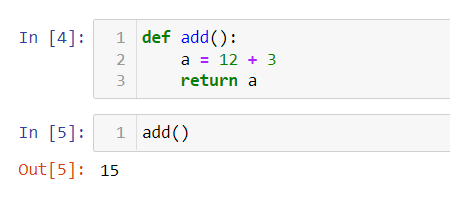 In [4]: 1 def add():
2     a = 12 + 3
3     return a
In [5]: 1 add()
Out[5]: 15